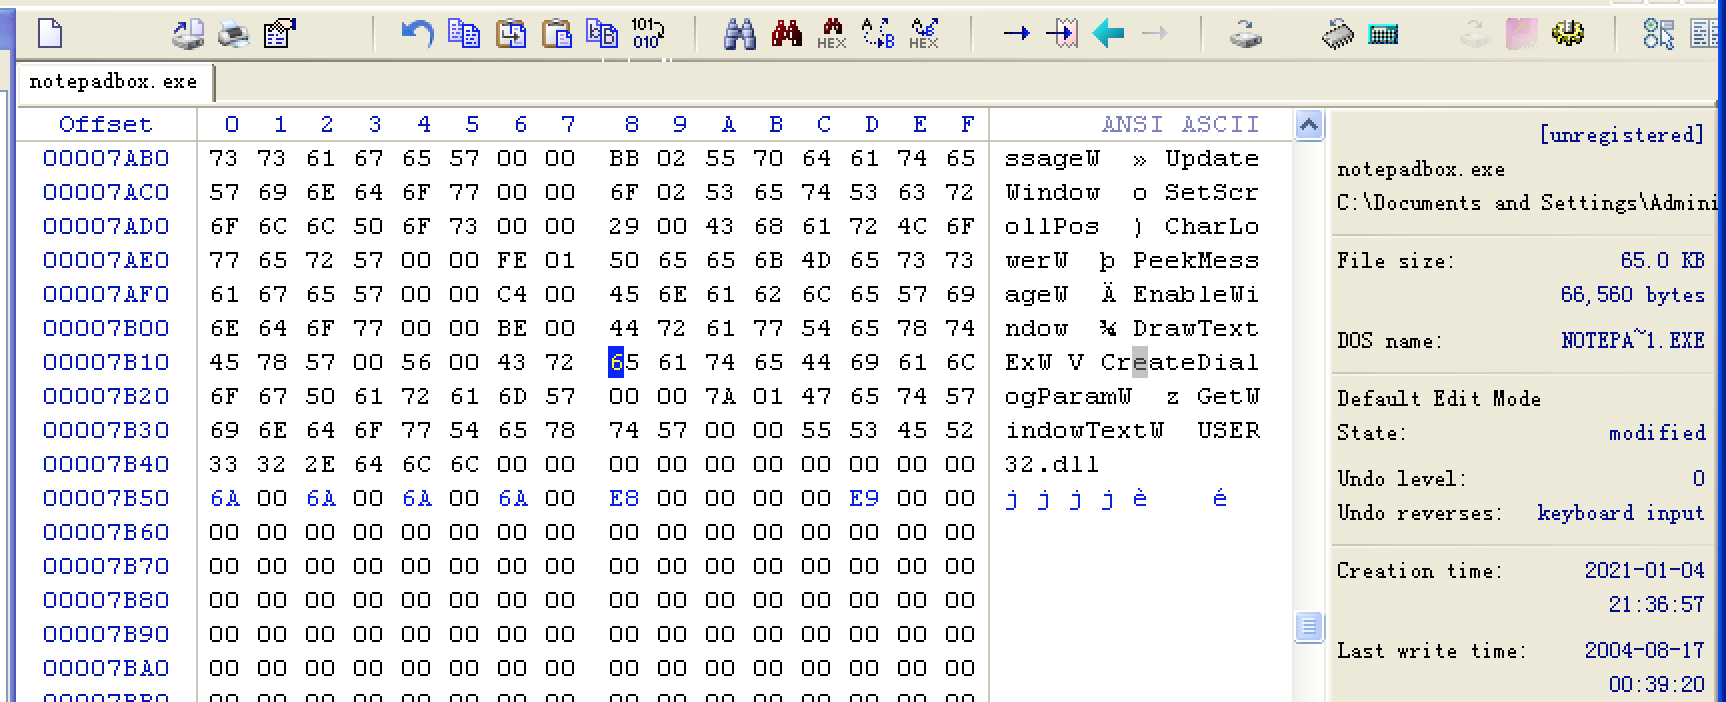 101
010
HEX
A
B
HEX
notepadbox.exe
Offset 0 1 2 3 4 5 6 7 8 9 A B C D E F ANSI ASCII
00007AB0 73 73 61 67 65 57 00 00 BB 02 55 70 64 61 74 65 ssageW » Update
00007AC0 57 69 6E 64 6F 77 00 00 6F 02 53 65 74 53 63 72 Window o SetScr
00007AD0 6F 6C 6C 50 6F 73 00 00 29 00 43 68 61 72 4C 6F ollPos ) CharLo
00007AE0 77 65 72 57 00 00 FE 01 50 65 65 6B 4D 65 73 73 werW þ PeekMess
00007AF0 61 67 65 57 00 00 C4 00 45 6E 61 62 6C 65 57 69 ageW Ä EnableWi
00007B00 6E 64 6F 77 00 00 BE 00 44 72 61 77 54 65 78 74 ndow ¾ DrawText
00007B10 45 78 57 00 56 00 43 72 65 61 74 65 44 69 61 6C ExW V CreateDial
00007B20 6F 67 50 61 72 61 6D 57 00 00 7A 01 47 65 74 57 ogParamW z GetW
00007B30 69 6E 64 6F 77 54 65 78 74 57 00 00 55 53 45 52 indowTextW USER
00007B40 33 32 2E 64 6C 6C 00 00 00 00 00 00 00 00 00 00 32.dll
00007B50 6A 00 6A 00 6A 00 6A 00 E8 00 00 00 00 E9 00 00 j j j j è é
00007B60 00 00 00 00 00 00 00 00 00 00 00 00 00 00 00 00
00007B70 00 00 00 00 00 00 00 00 00 00 00 00 00 00 00 00
00007B80 00 00 00 00 00 00 00 00 00 00 00 00 00 00 00 00
00007B90 00 00 00 00 00 00 00 00 00 00 00 00 00 00 00 00
00007BA0 00 00 00 00 00 00 00 00 00 00 00 00 00 00 00 00
[unregistered]
notepadbox.exe
C:\Documents and Settings\Admini
File size: 65.0 KB
66,560 bytes
DOS name: NOTEPA~1.EXE
Default Edit Mode
State: modified
Undo level: 0
Undo reverses: keyboard input
Creation time: 2021-01-04
21:36:57
Last write time: 2004-08-17
00:39:20